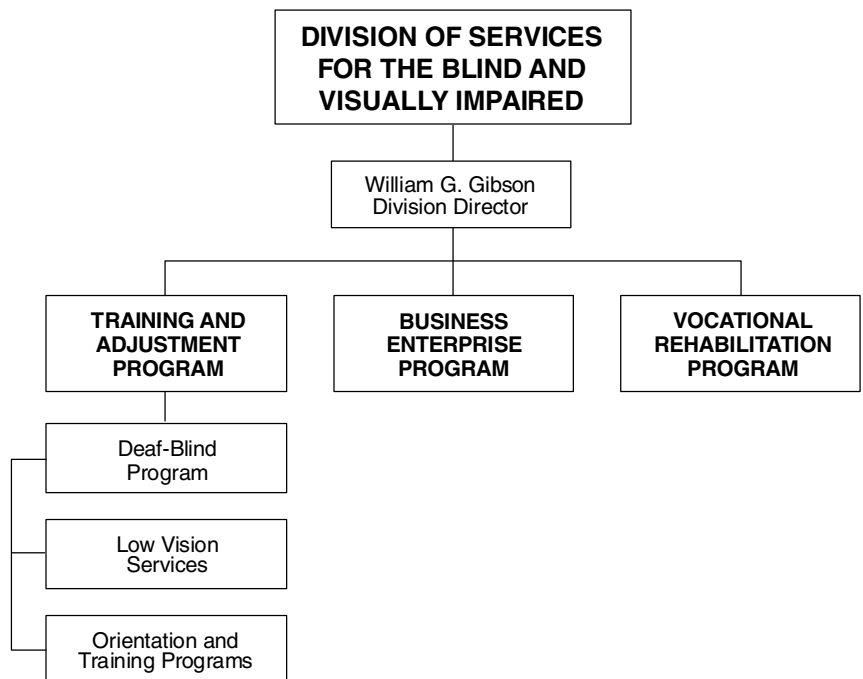 DIVISION OF SERVICES
FOR THE BLIND AND
VISUALLY IMPAIRED
William G. Gibson
Division Director
TRAINING AND
ADJUSTMENT
PROGRAM
BUSINESS
ENTERPRISE
PROGRAM
VOCATIONAL
REHABILITATION
PROGRAM
Deaf-Blind
Program
Low Vision
Services
Orientation and
Training Programs